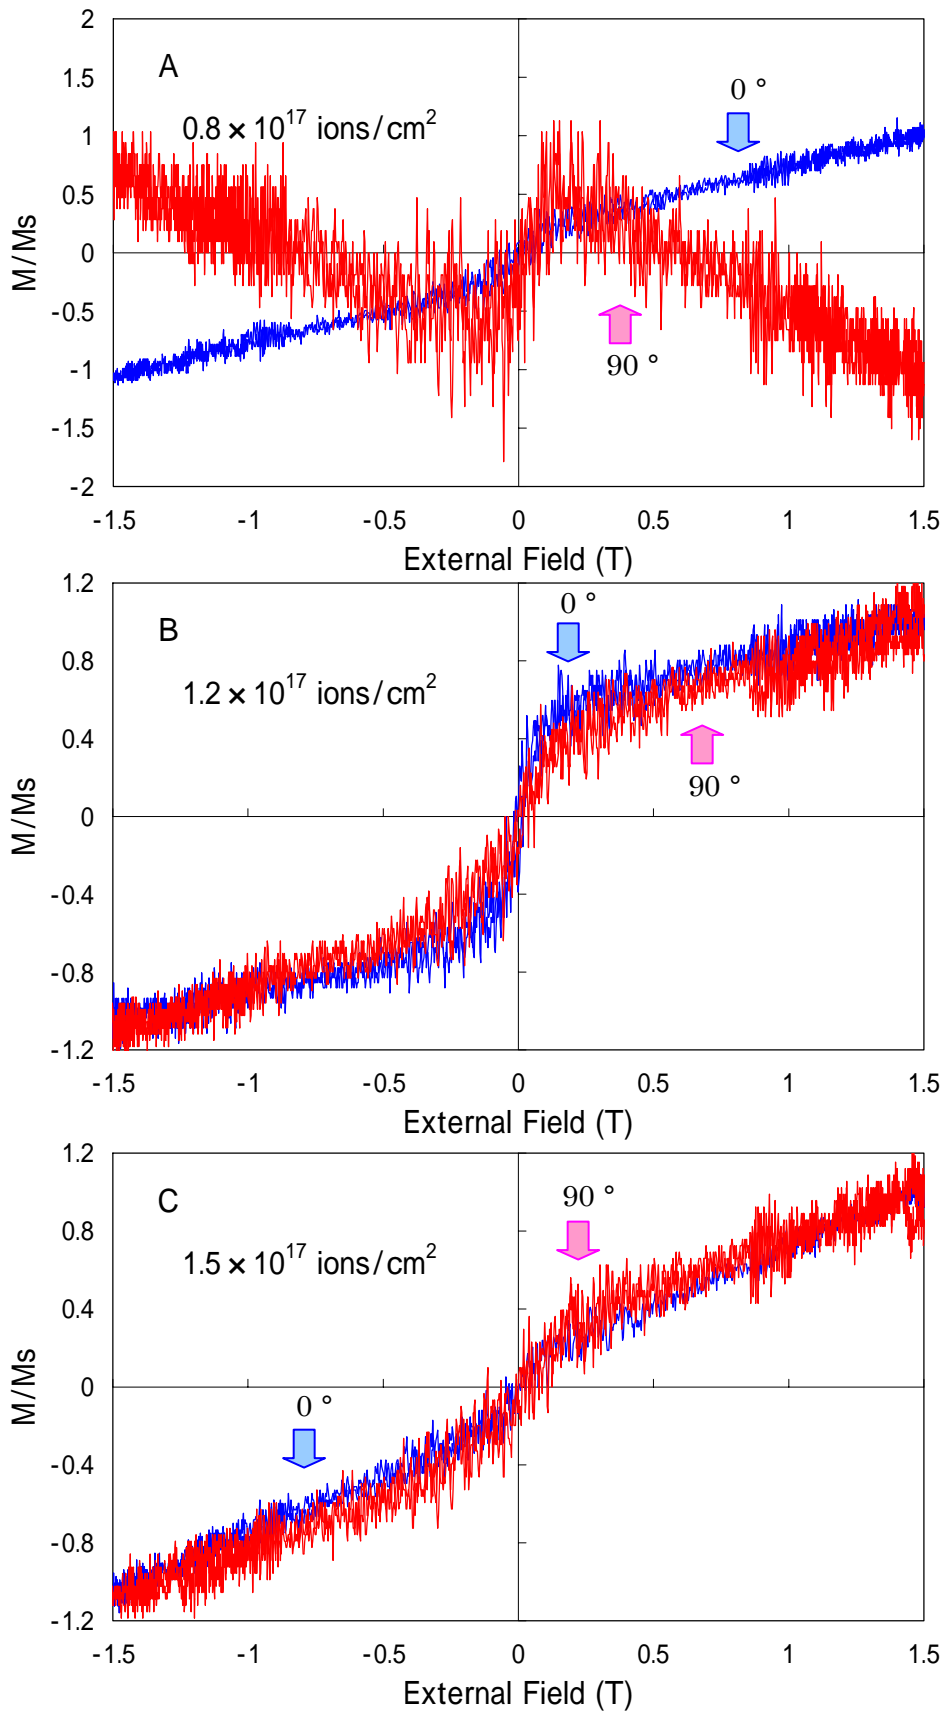 2
1.5
A
0 °
0.8 × 10^17 ions/cm^2
1
0.5
M/Ms
0
-0.5
90 °
-1
-1.5
-2
-1.5 -1 -0.5 0 0.5 1 1.5
External Field (T)
1.2
0 °
B
0.8
1.2 × 10^17 ions/cm^2
0.4
90 °
M/Ms
0
-0.4
-0.8
-1.2
-1.5 -1 -0.5 0 0.5 1 1.5
External Field (T)
1.2
C
90 °
0.8
1.5 × 10^17 ions/cm^2
0.4
M/Ms
0
0 °
-0.4
-0.8
-1.2
-1.5 -1 -0.5 0 0.5 1 1.5
External Field (T)